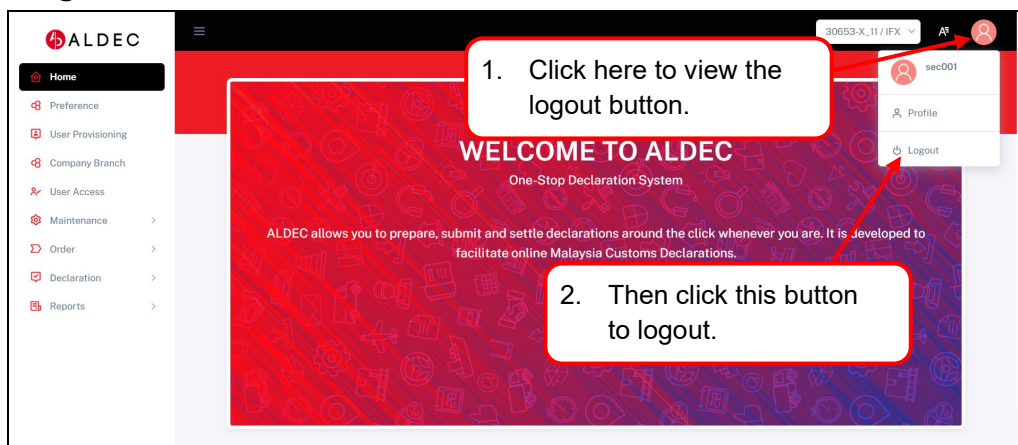 ALDEC
30653-X_11 / IFX
A
sec001
Profile
Logout
Home
Preference
User Provisioning
Company Branch
User Access
Maintenance
Order
Declaration
Reports
1. Click here to view the
logout button.
WELCOME TO ALDEC
One-Stop Declaration System
ALDEC allows you to prepare, submit and settle declarations around the click whenever you are. It is developed to
facilitate online Malaysia Customs Declarations.
2. Then click this button
to logout.